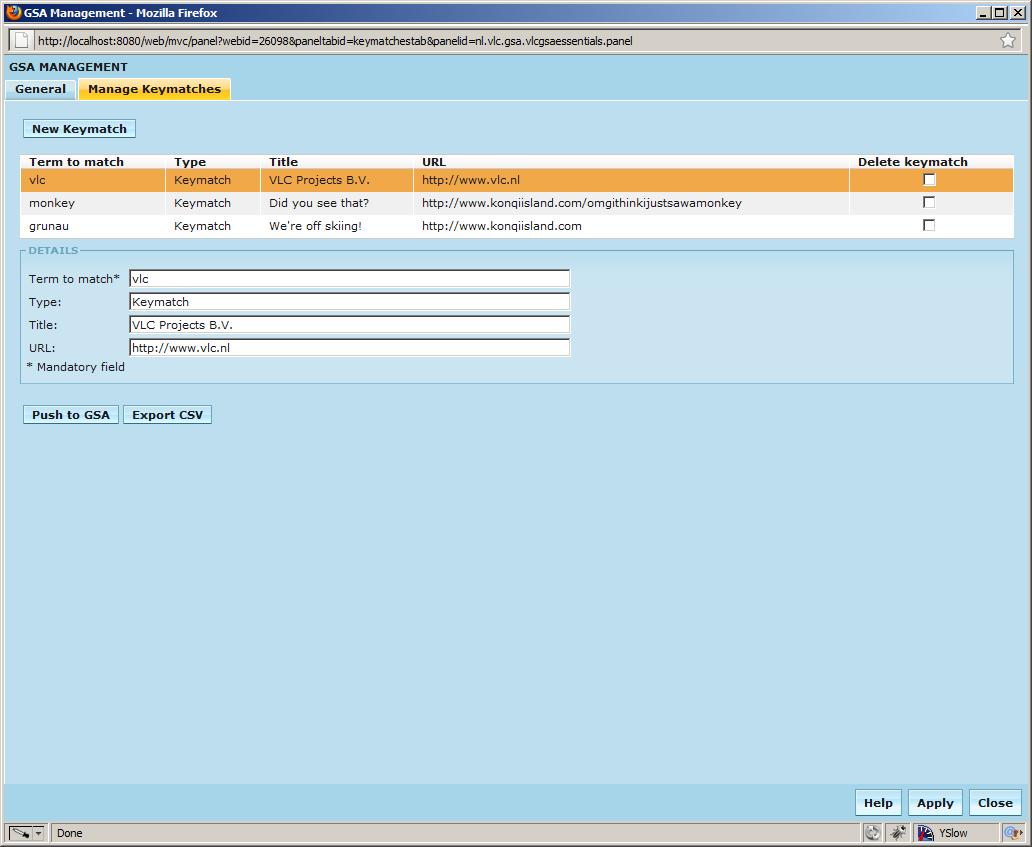 GSA Management - Mozilla Firefox
http://localhost:8080/web/mvc/panel?webid=26098&paneltabid=keymatchestab&panelid=nl.vlc.gsa.vlcgsaessentials.panel
GSA MANAGEMENT
General Manage Keymatches
New Keymatch
Term to match Type Title URL Delete keymatch
vlc Keymatch VLC Projects B.V. http://www.vlc.nl
monkey Keymatch Did you see that? http://www.konqiisland.com/omgithinkijustsawamonkey
grunau Keymatch We're off skiing! http://www.konqiisland.com
DETAILS
Term to match* vlc
Type: Keymatch
Title: VLC Projects B.V.
URL: http://www.vlc.nl
* Mandatory field
Push to GSA Export CSV
Help Apply Close
Done YSlow